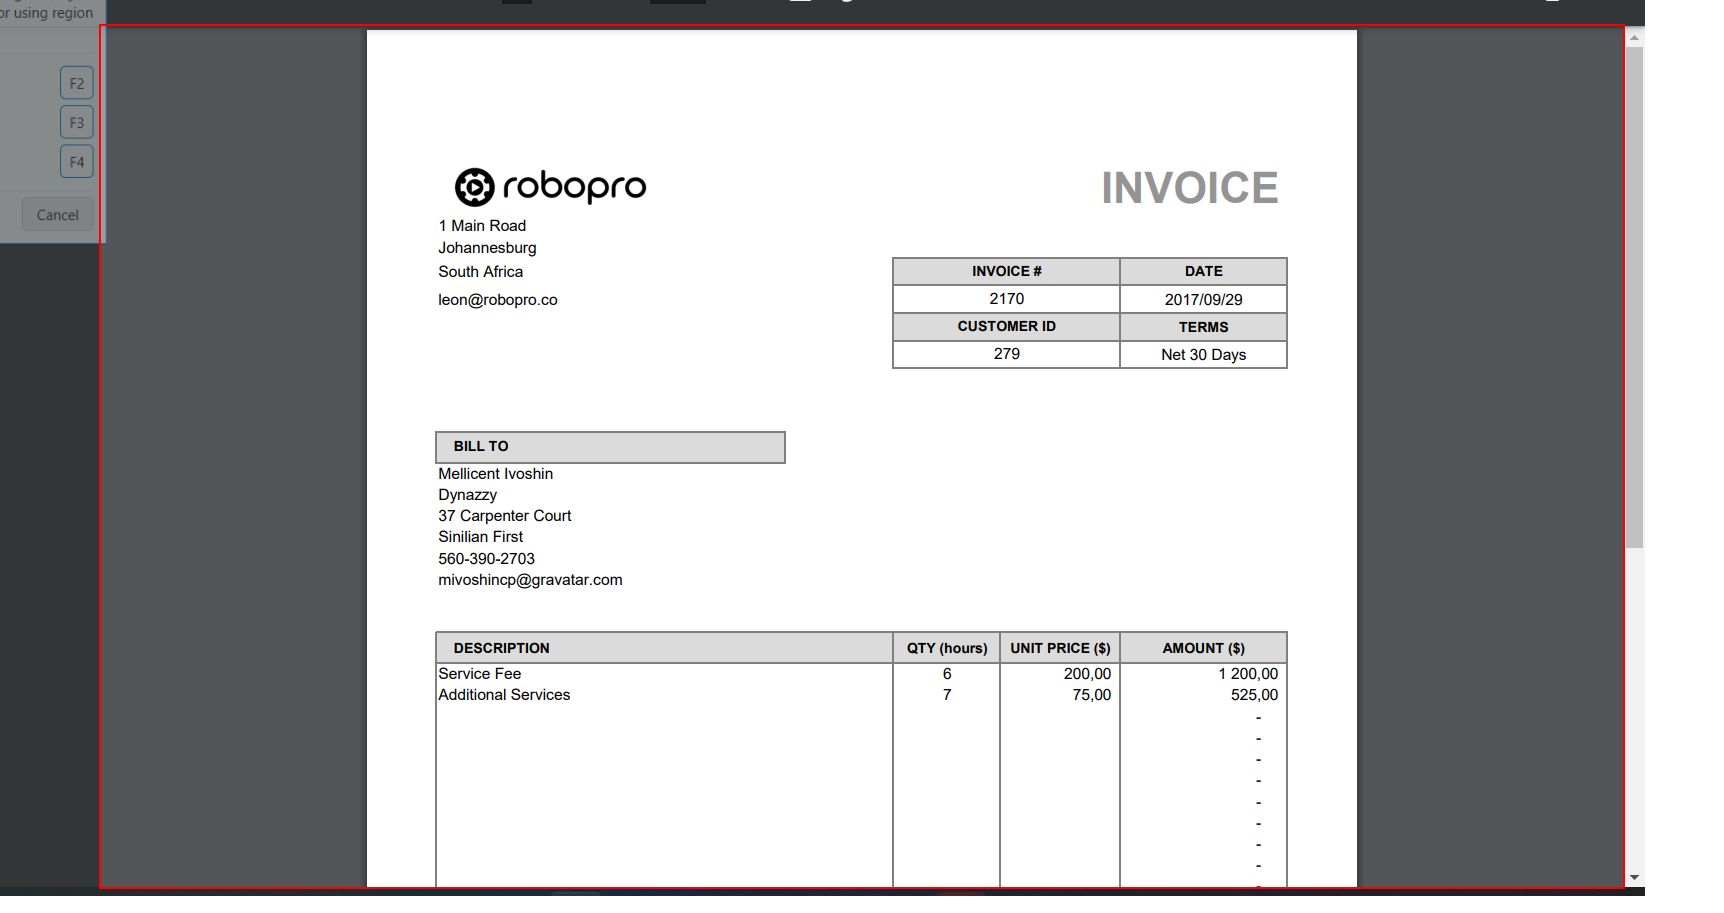 or using region
F2
F3
F4
Cancel
robopro
INVOICE
1 Main Road
Johannesburg
South Africa
leon@robopro.co
INVOICE # DATE
2170 2017/09/29
CUSTOMER ID TERMS
279 Net 30 Days
BILL TO
Mellicent Ivoshin
Dynazzy
37 Carpenter Court
Sinilian First
560-390-2703
mivoshincp@gravatar.com
DESCRIPTION QTY (hours) UNIT PRICE ($) AMOUNT ($)
Service Fee 6 200,00 1 200,00
Additional Services 7 75,00 525,00
-
-
-
-
-
-
-
-
-